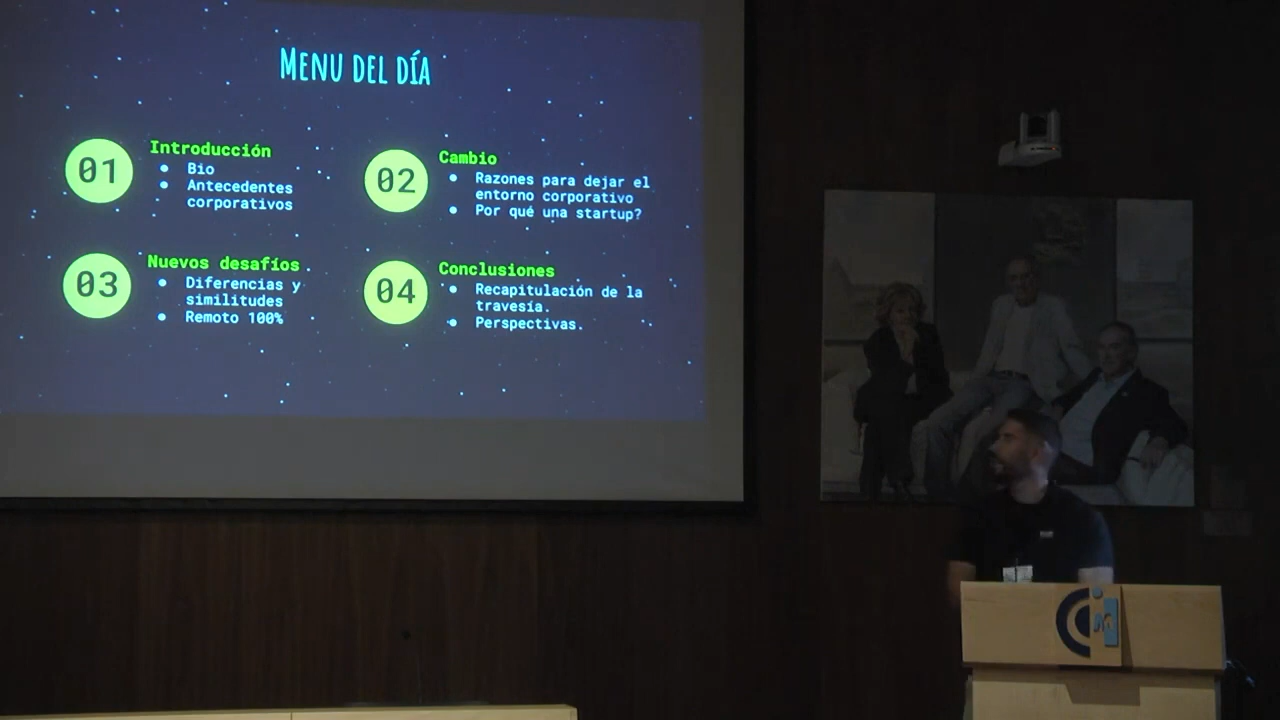 Menu del día
01
Introducción
● Bio
● Antecedentes
corporativos
02
Cambio
● Razones para dejar el
entorno corporativo
● Por qué una startup?
03
Nuevos desafíos
● Diferencias y
similitudes
● Remoto 100%
04
Conclusiones
● Recapitulación de la
travesía.
● Perspectivas.